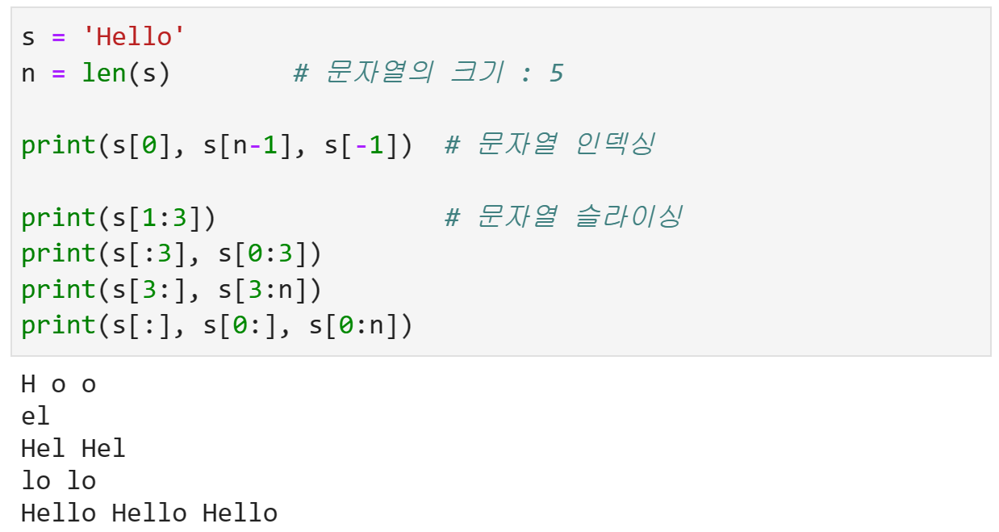 s = 'Hello'
n = len(s)        # 문자열의 크기 : 5
print(s[0], s[n-1], s[-1])  # 문자열 인덱싱
print(s[1:3])               # 문자열 슬라이싱
print(s[:3], s[0:3])
print(s[3:], s[3:n])
print(s[:], s[0:], s[0:n])
H o o
el
Hel Hel
lo lo
Hello Hello Hello